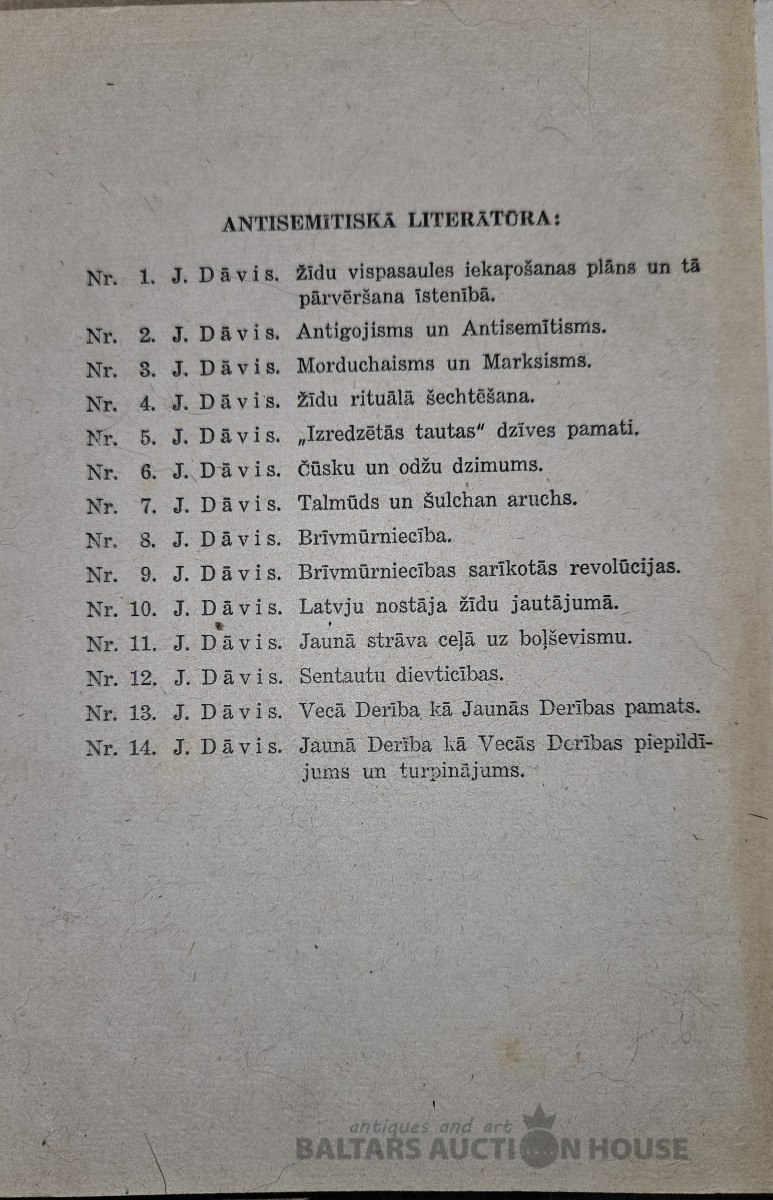 ANTISEMĪTISKĀ LITERĀTŪRA:
Nr. 1. J. Dāvis. Žīdu vispasaules iekaŗošanas plāns un tā
pārvēršana īstenībā.
Nr. 2. J. Dāvis. Antigojisms un Antisemītisms.
Nr. 3. J. Dāvis. Morduchaisms un Marksisms.
Nr. 4. J. Dāvis. Žīdu rituālā šechtēšana.
Nr. 5. J. Dāvis. „Izredzētās tautas“ dzīves pamati.
Nr. 6. J. Dāvis. Čūsku un odžu dzimums.
Nr. 7. J. Dāvis. Talmūds un Šulchan aruchs.
Nr. 8. J. Dāvis. Brīvmūrniecība.
Nr. 9. J. Dāvis. Brīvmūrniecības sarīkotās revolūcijas.
Nr. 10. J. Dāvis. Latvju nostāja žīdu jautājumā.
Nr. 11. J. Dāvis. Jaunā strāva ceļā uz boļševismu.
Nr. 12. J. Dāvis. Sentautu dievticības.
Nr. 13. J. Dāvis. Vecā Derība kā Jaunās Derības pamats.
Nr. 14. J. Dāvis. Jaunā Derība kā Vecās Derības piepildī-
jums un turpinājums.
antiques and art
BALTARS AUCTION HOUSE